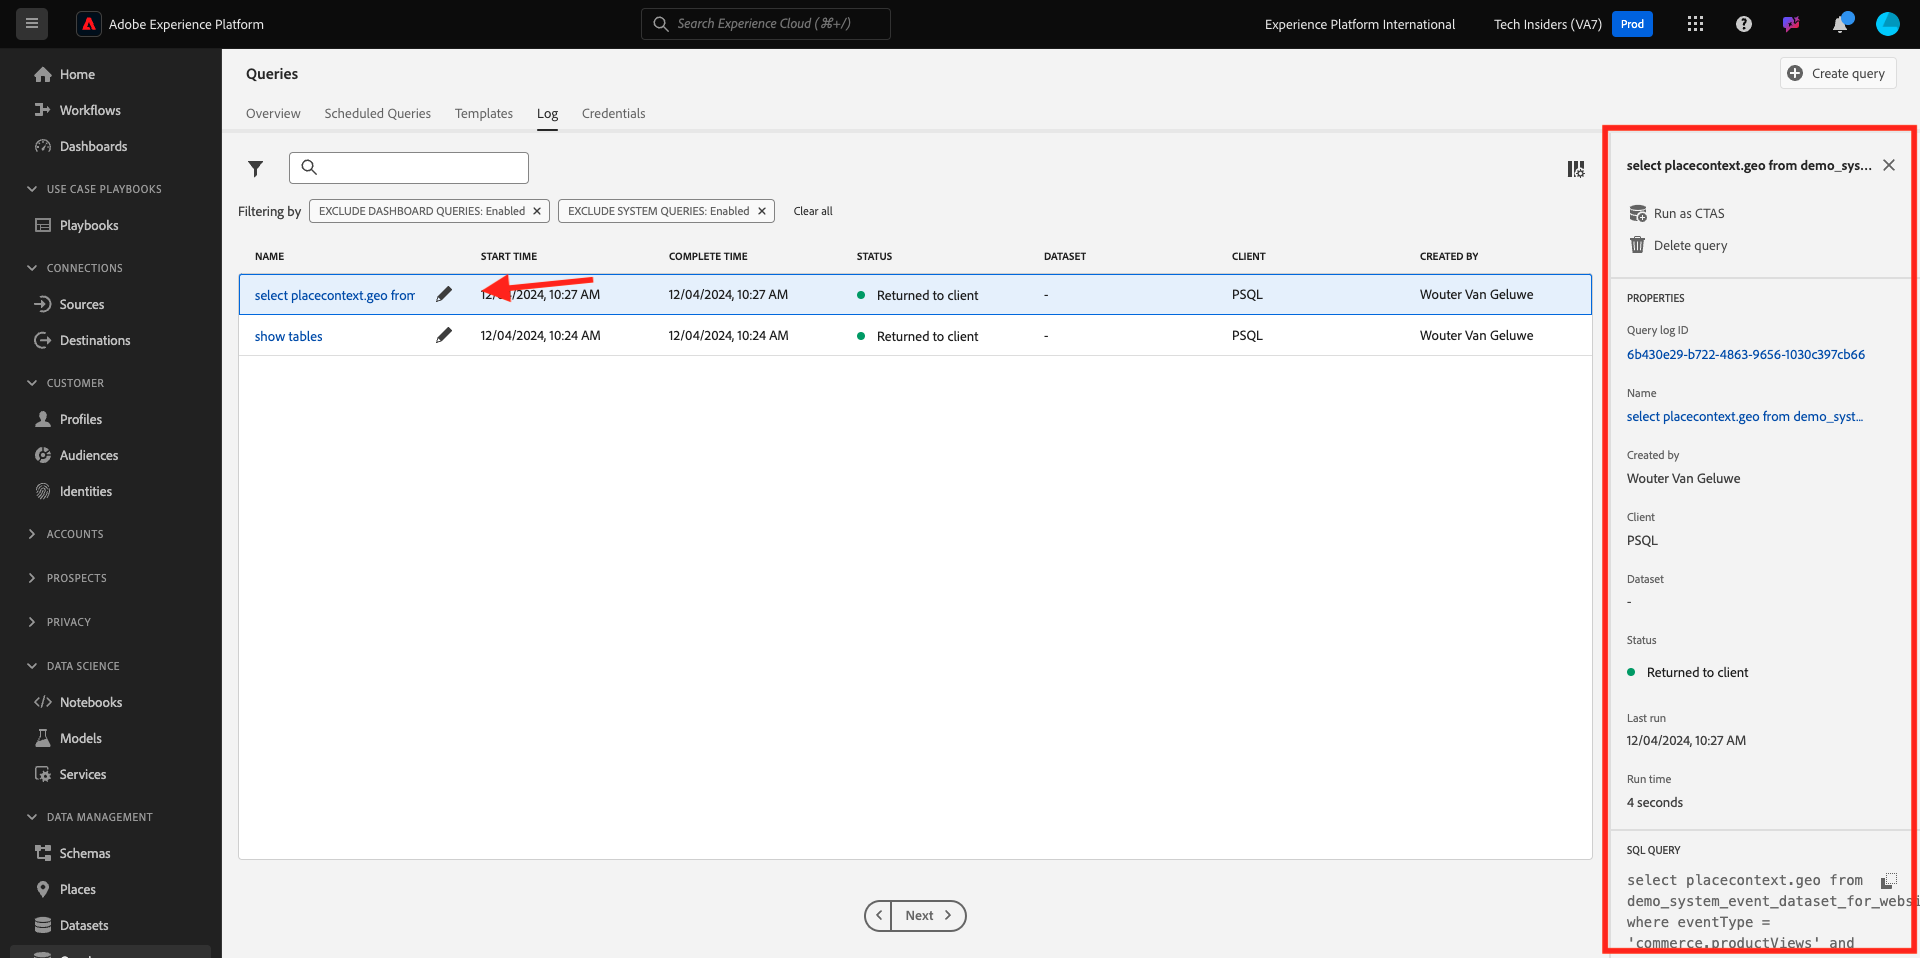 Adobe Experience Platform
Search Experience Cloud (⌘+/)
Experience Platform International
Tech Insiders (VA7)
Prod
Home
Workflows
Dashboards
USE CASE PLAYBOOKS
Playbooks
CONNECTIONS
Sources
Destinations
CUSTOMER
Profiles
Audiences
Identities
ACCOUNTS
PROSPECTS
PRIVACY
DATA SCIENCE
Notebooks
Models
Services
DATA MANAGEMENT
Schemas
Places
Datasets
Queries
Create query
Overview Scheduled Queries Templates Log Credentials
Filtering by EXCLUDE DASHBOARD QUERIES: Enabled EXCLUDE SYSTEM QUERIES: Enabled Clear all
NAME START TIME COMPLETE TIME STATUS DATASET CLIENT CREATED BY
select placecontext.geo from 12/04/2024, 10:27 AM 12/04/2024, 10:27 AM Returned to client - PSQL Wouter Van Geluwe
show tables 12/04/2024, 10:24 AM 12/04/2024, 10:24 AM Returned to client - PSQL Wouter Van Geluwe
Next
select placecontext.geo from demo_sys...
Run as CTAS
Delete query
PROPERTIES
Query log ID
6b430e29-b722-4863-9656-1030c397cb66
Name
select placecontext.geo from demo_syst...
Created by
Wouter Van Geluwe
Client
PSQL
Dataset
-
Status
Returned to client
Last run
12/04/2024, 10:27 AM
Run time
4 seconds
SQL QUERY
select placecontext.geo from
demo_system_event_dataset_for_websi
where eventType =
'commerce.productViews' and